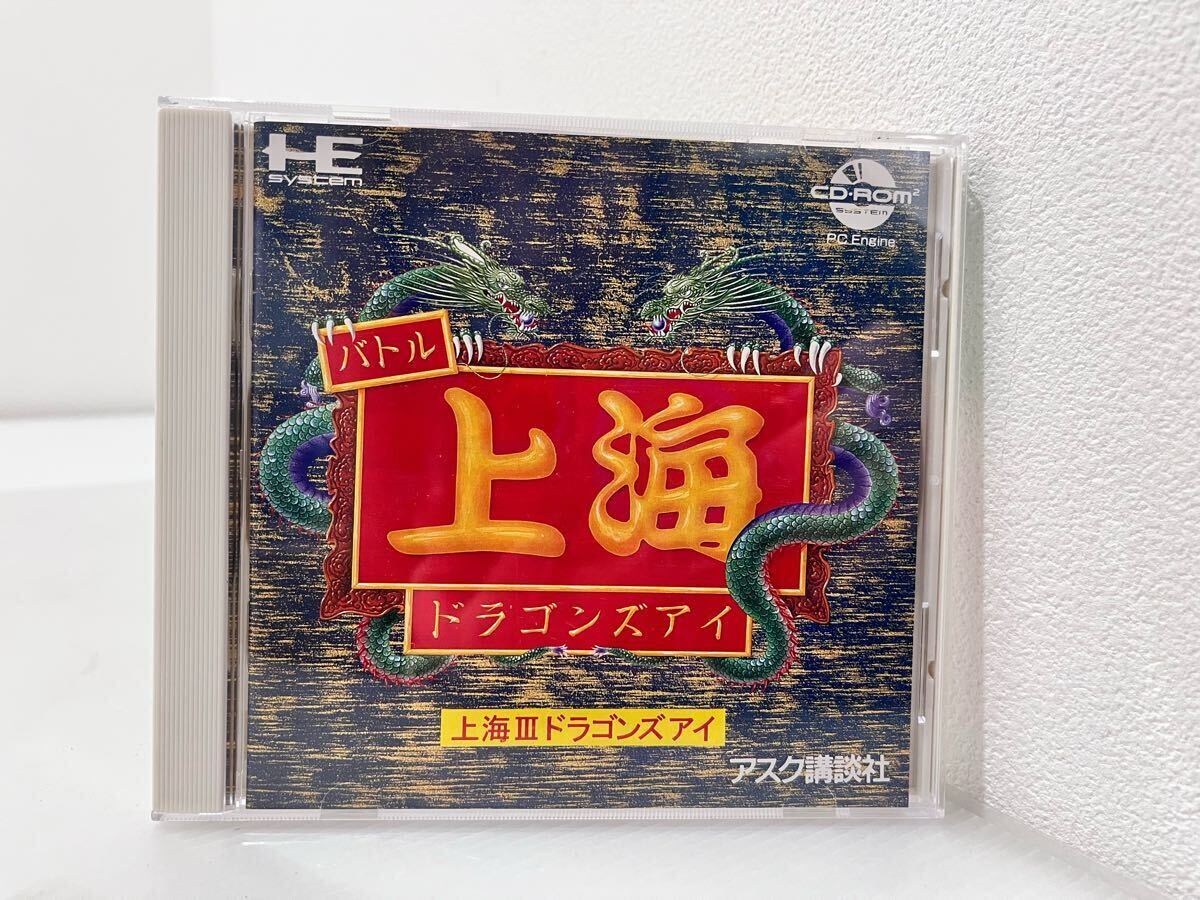 HE
system
CD・ROM²
SYSTEM
PC Engine
バトル
上海
ドラゴンズアイ
上海Ⅲドラゴンズアイ
アスク講談社